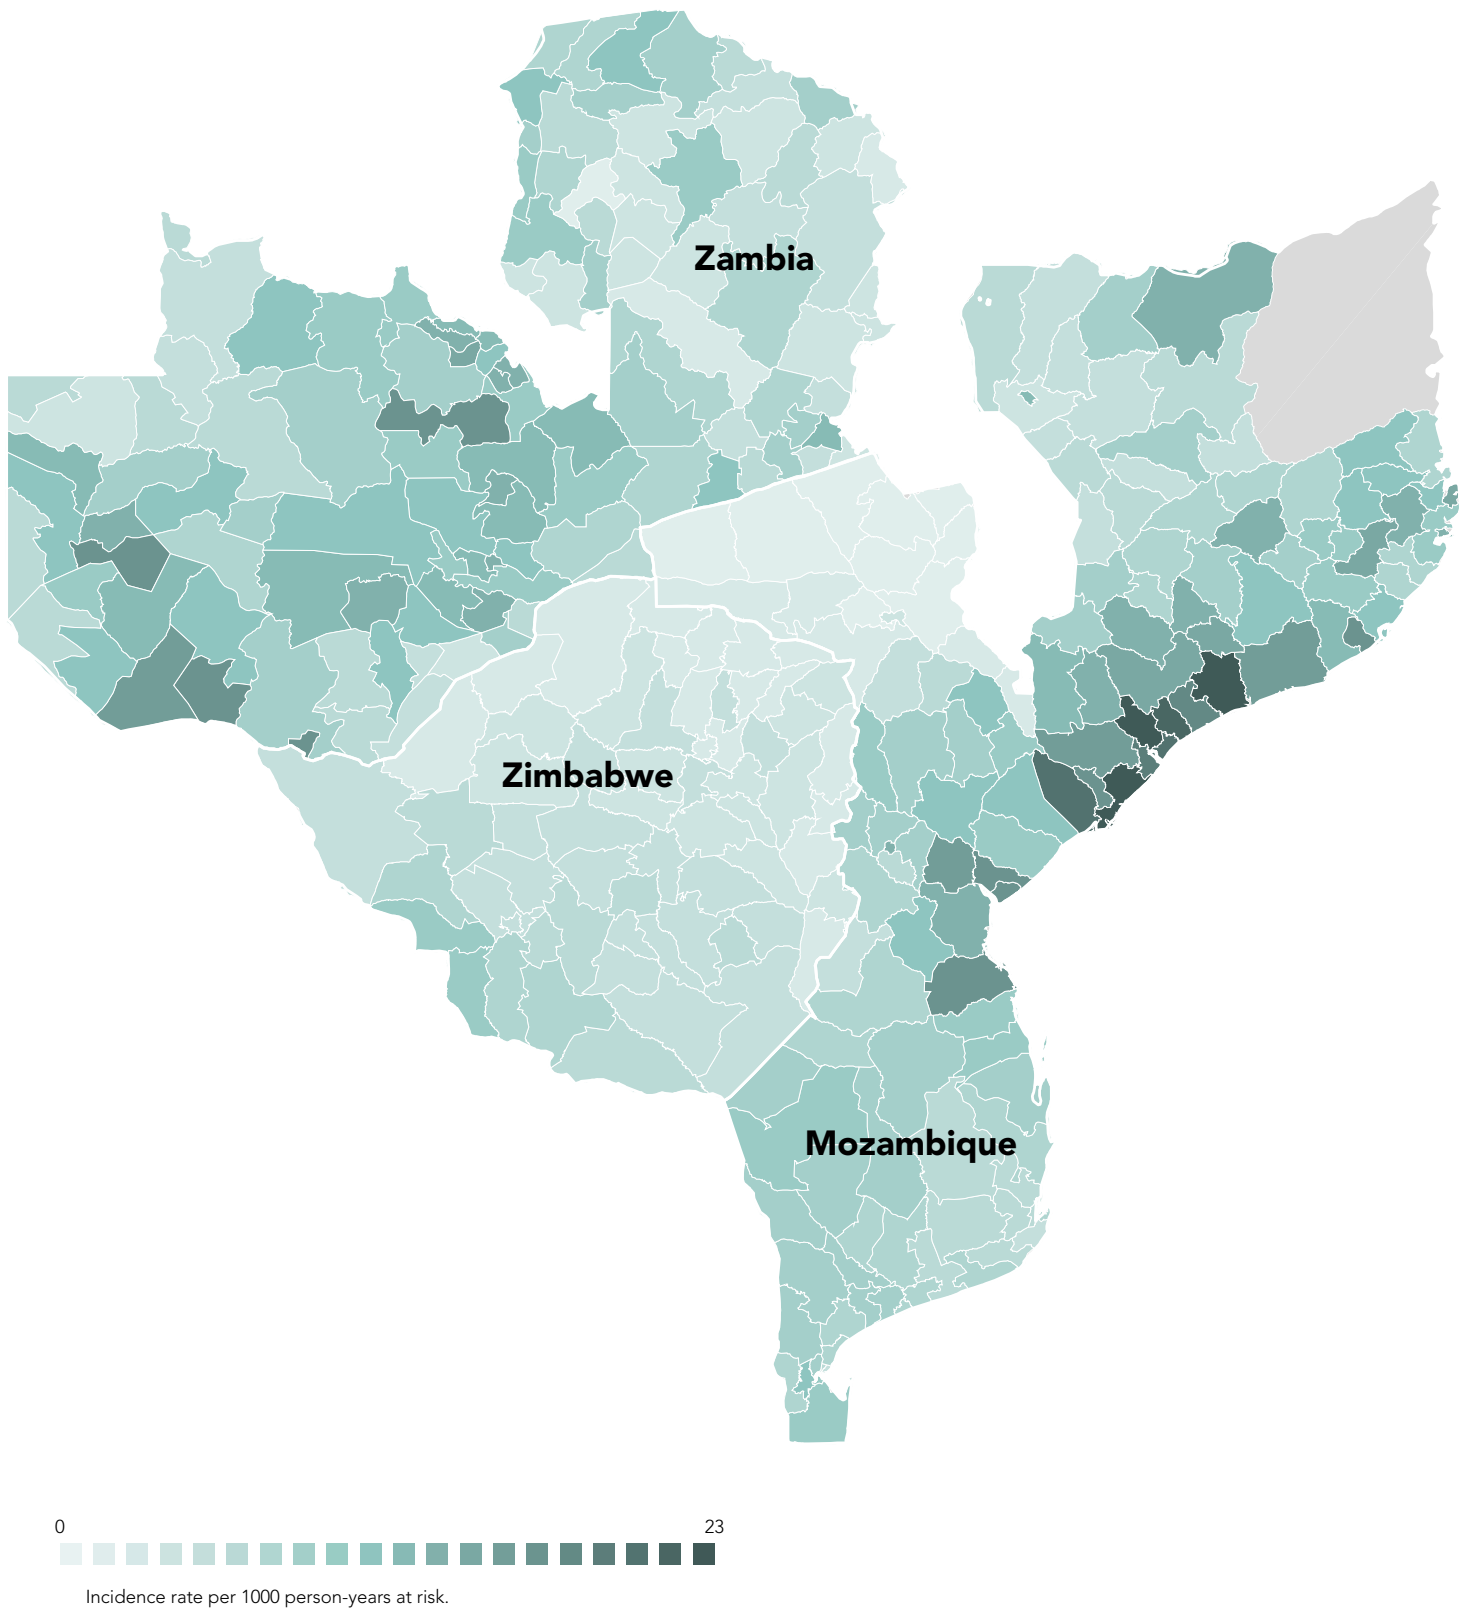 Zambia
Zimbabwe
Mozambique
0 23
Incidence rate per 1000 person-years at risk.